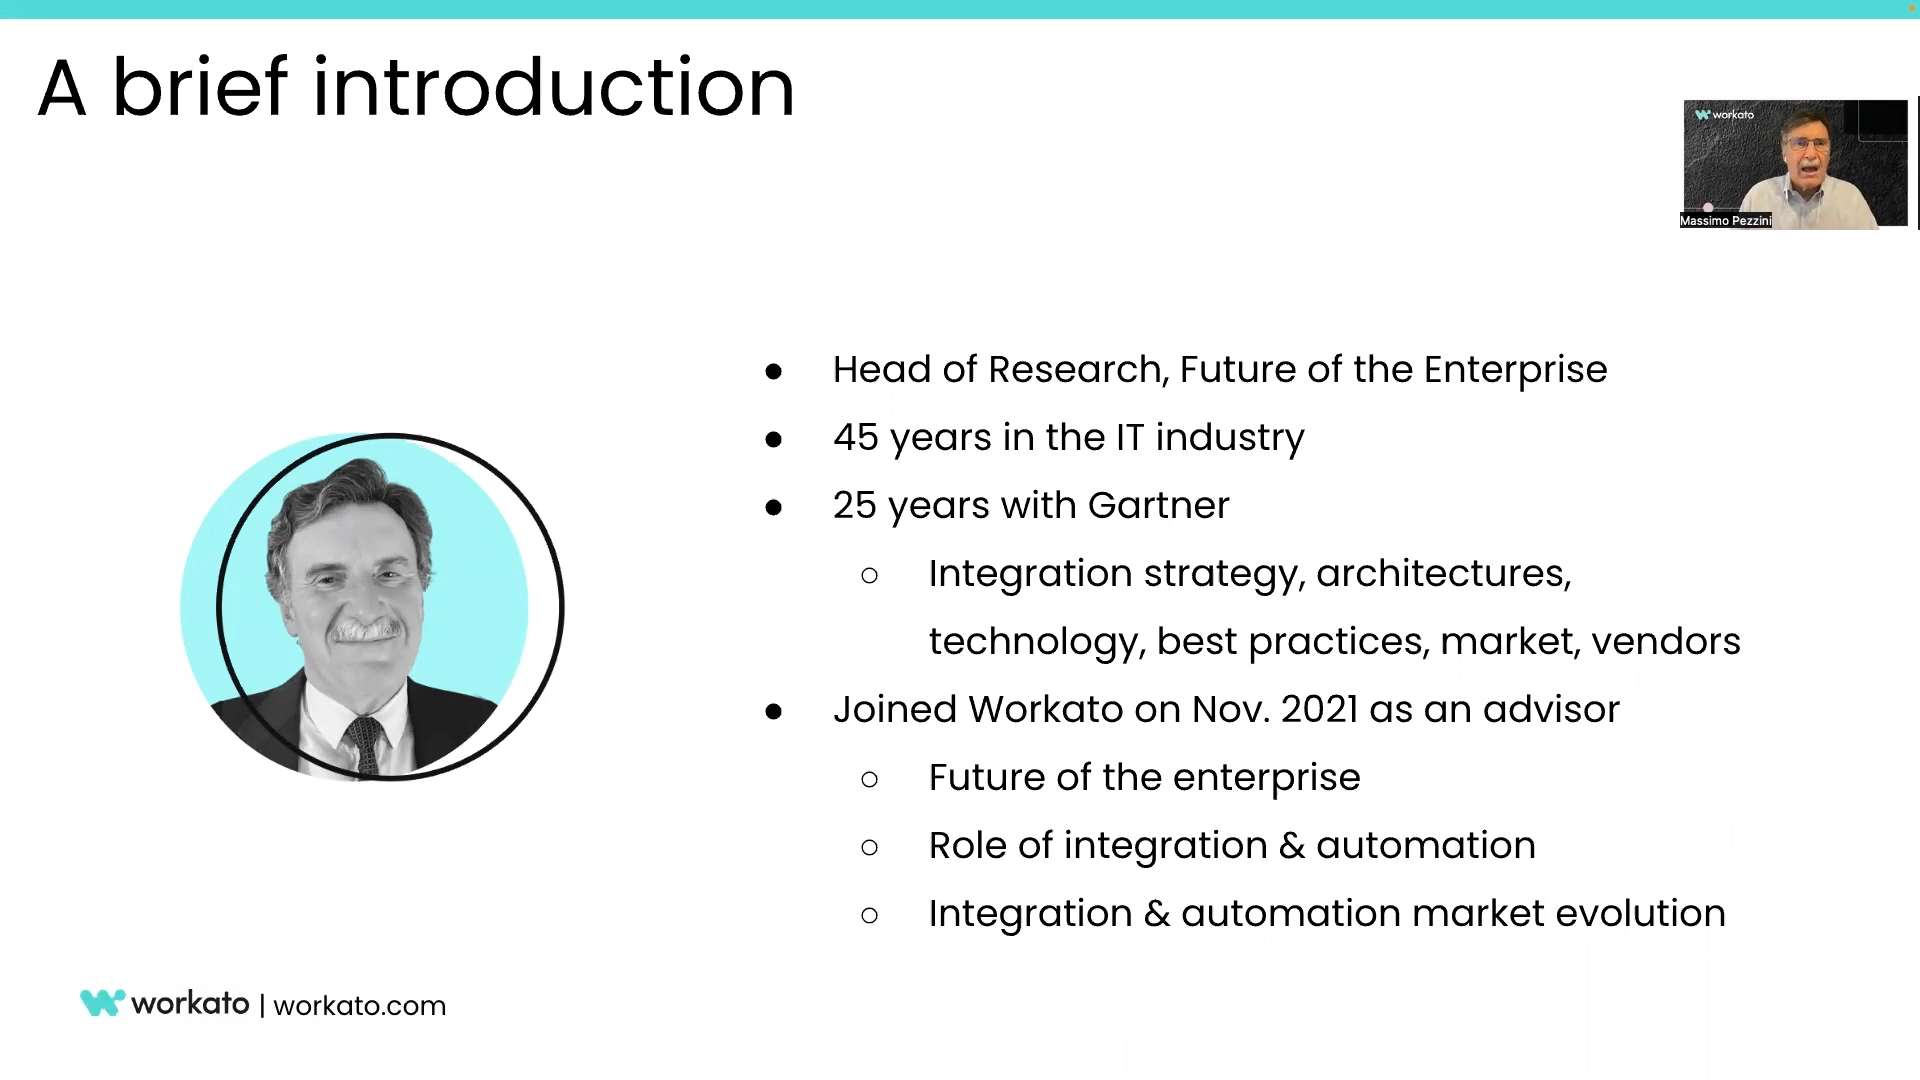 A brief introduction
workato
Massimo Pezzini
● Head of Research, Future of the Enterprise
● 45 years in the IT industry
● 25 years with Gartner
○ Integration strategy, architectures,
technology, best practices, market, vendors
● Joined Workato on Nov. 2021 as an advisor
○ Future of the enterprise
○ Role of integration & automation
○ Integration & automation market evolution
workato | workato.com